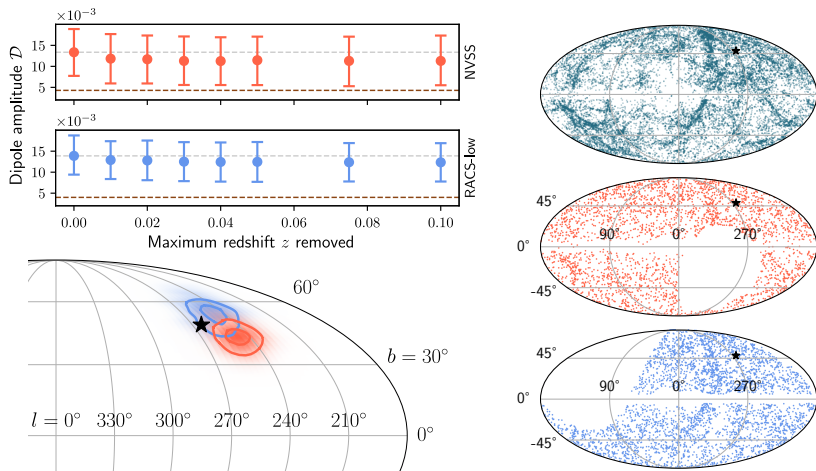 ×10⁻³
Dipole amplitude 𝒟
15
10
5
NVSS
×10⁻³
15
10
5
RACS-low
0.00 0.02 0.04 0.06 0.08 0.10
Maximum redshift z removed
60°
b = 30°
l = 0° 330° 300° 270° 240° 210° 0°
45°
90° 0° 270°
0°
-45°
45°
90° 0° 270°
0°
-45°